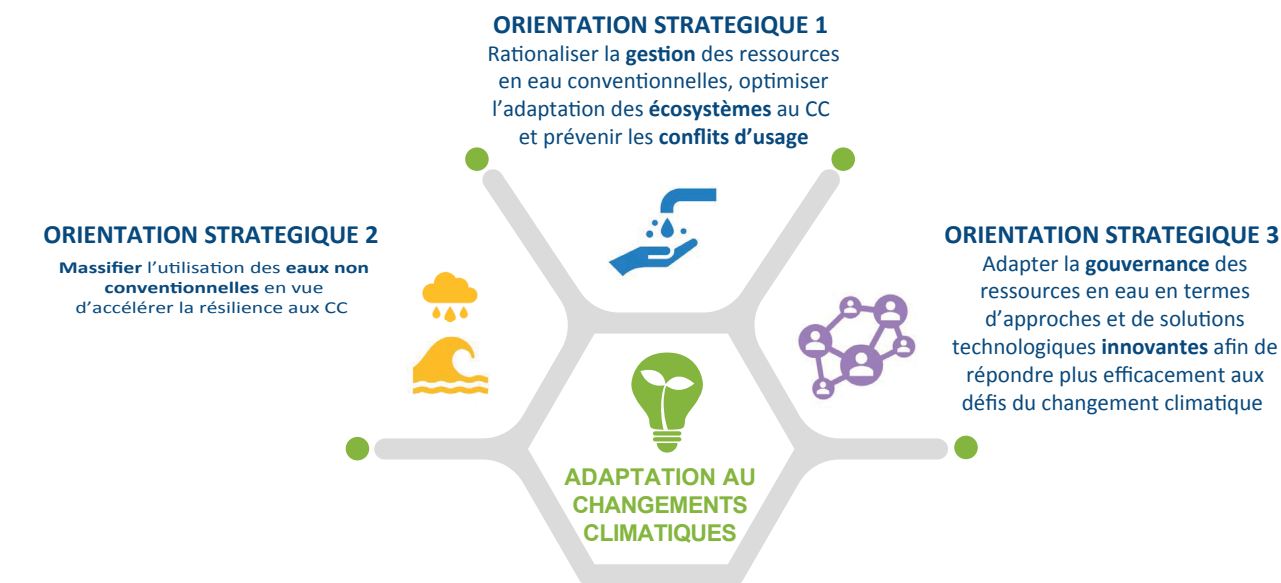 ORIENTATION STRATEGIQUE 1
Rationaliser la gestion des ressources
en eau conventionnelles, optimiser
l’adaptation des écosystèmes au CC
et prévenir les conflits d’usage
ORIENTATION STRATEGIQUE 2
Massifier l’utilisation des eaux non
conventionnelles en vue
d’accélérer la résilience aux CC
ORIENTATION STRATEGIQUE 3
Adapter la gouvernance des
ressources en eau en termes
d’approches et de solutions
technologiques innovantes afin de
répondre plus efficacement aux
défis du changement climatique
ADAPTATION AU
CHANGEMENTS
CLIMATIQUES